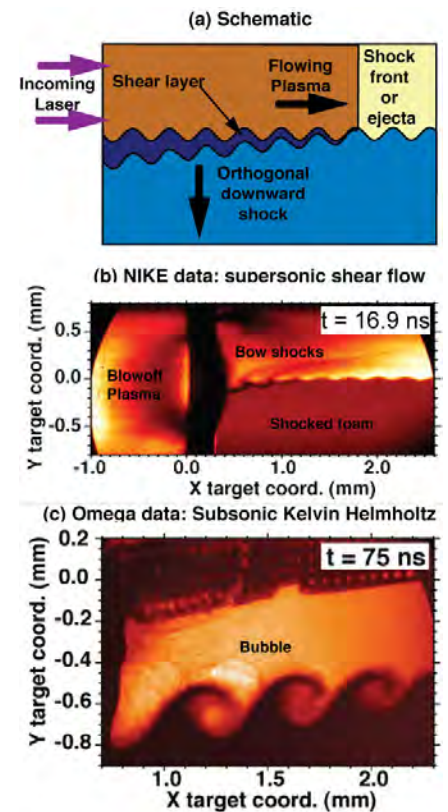 (a) Schematic
Incoming
Laser
Shear layer
Flowing
Plasma
Shock
front
or
ejecta
Orthogonal
downward
shock
(b) NIKE data: supersonic shear flow
t = 16.9 ns
Blowoff
Plasma
Bow shocks
Shocked foam
Y target coord. (mm)
0.5
0.0
-0.5
-1.0
0.0
1.0
2.0
X target coord. (mm)
(c) Omega data: Subsonic Kelvin Helmholtz
t = 75 ns
Bubble
Y target coord. (mm)
0.2
0.0
-0.2
-0.4
-0.6
-0.8
1.0
1.5
2.0
X target coord. (mm)